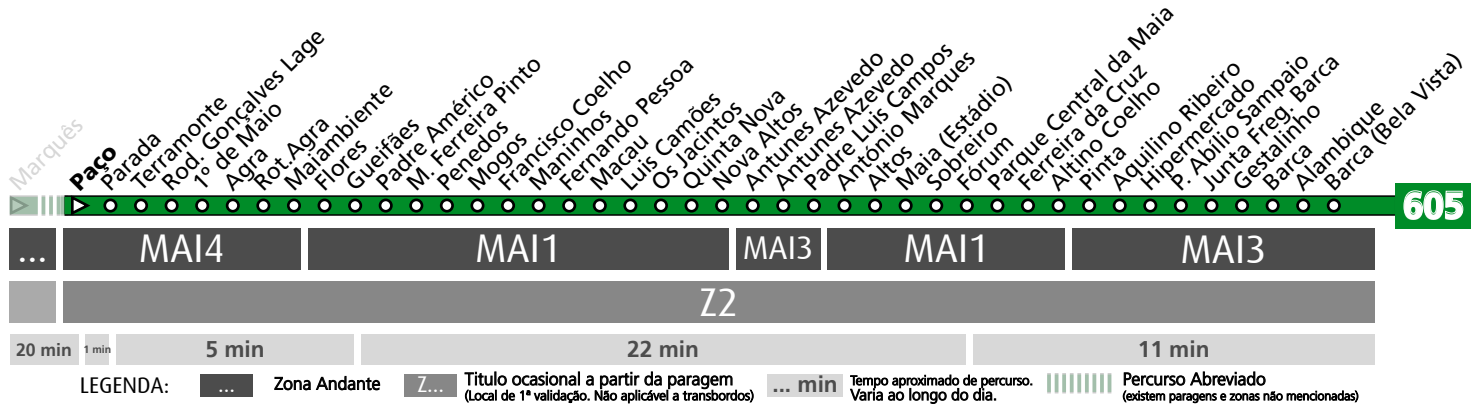 Marquês
Paço
Parada
Terramonte
Rod. Gonçalves Lage
1º de Maio
Agra
Rot.Agra
Maiambiente
Flores
Gueifães
Padre Américo
M. Ferreira Pinto
Penedos
Mogos
Francisco Coelho
Maninhos
Fernando Pessoa
Macau
Luis Camões
Os Jacintos
Quinta Nova
Nova Altos
Antunes Azevedo
Antunes Azevedo
Padre Luis Campos
António Marques
Altos
Maia (Estádio)
Sobreiro
Fórum
Parque Central da Maia
Ferreira da Cruz
Altino Coelho
Pinta
Aquilino Ribeiro
Hipermercado
P. Abílio Sampaio
Junta Freg. Barca
Gestalinho
Barca
Alambique
Barca (Bela Vista)
605
... MAI4 MAI1 MAI3 MAI1 MAI3
Z2
20 min 1 min 5 min 22 min 11 min
LEGENDA: ... Zona Andante Z... Titulo ocasional a partir da paragem ... min Tempo aproximado de percurso. Percurso Abreviado
(Local de 1ª validação. Não aplicável a transbordos) Varia ao longo do dia. (existem paragens e zonas não mencionadas)